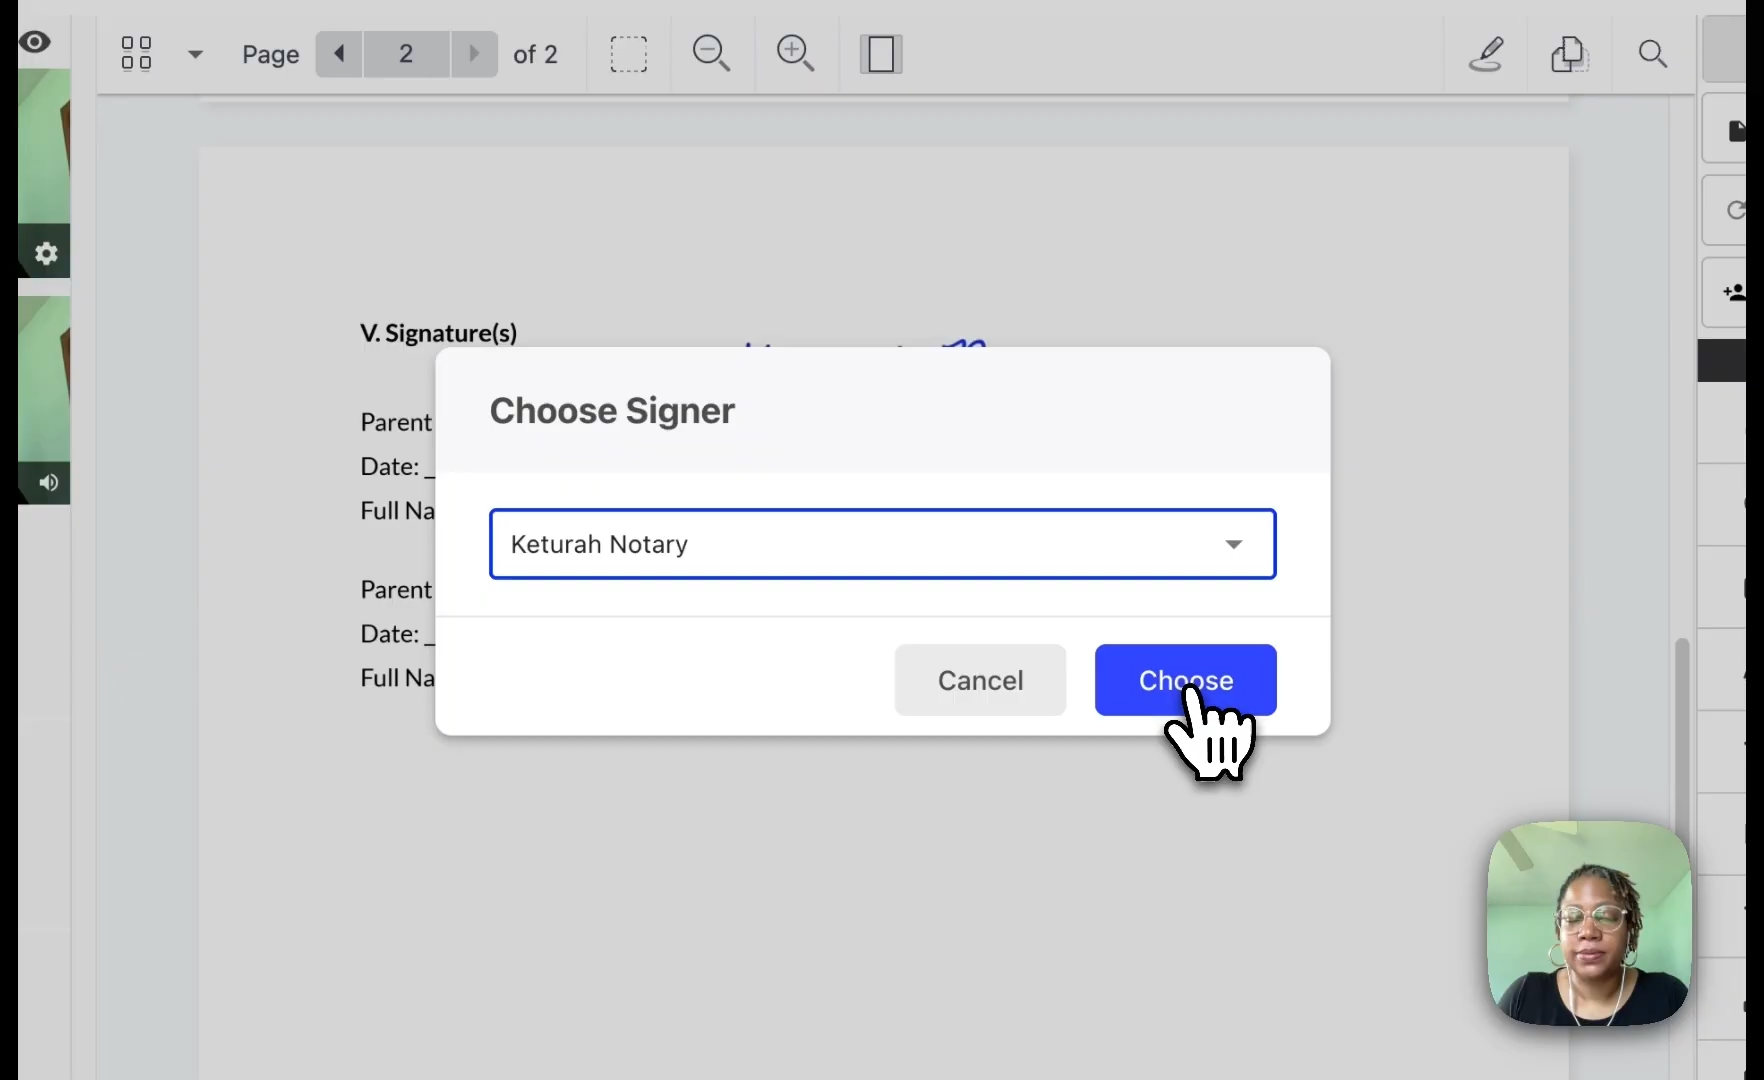 Page 2 of 2
V. Signature(s)
Choose Signer
Parent
Date: _
Full Na
Keturah Notary
Parent
Date: _
Full Na
Cancel Choose